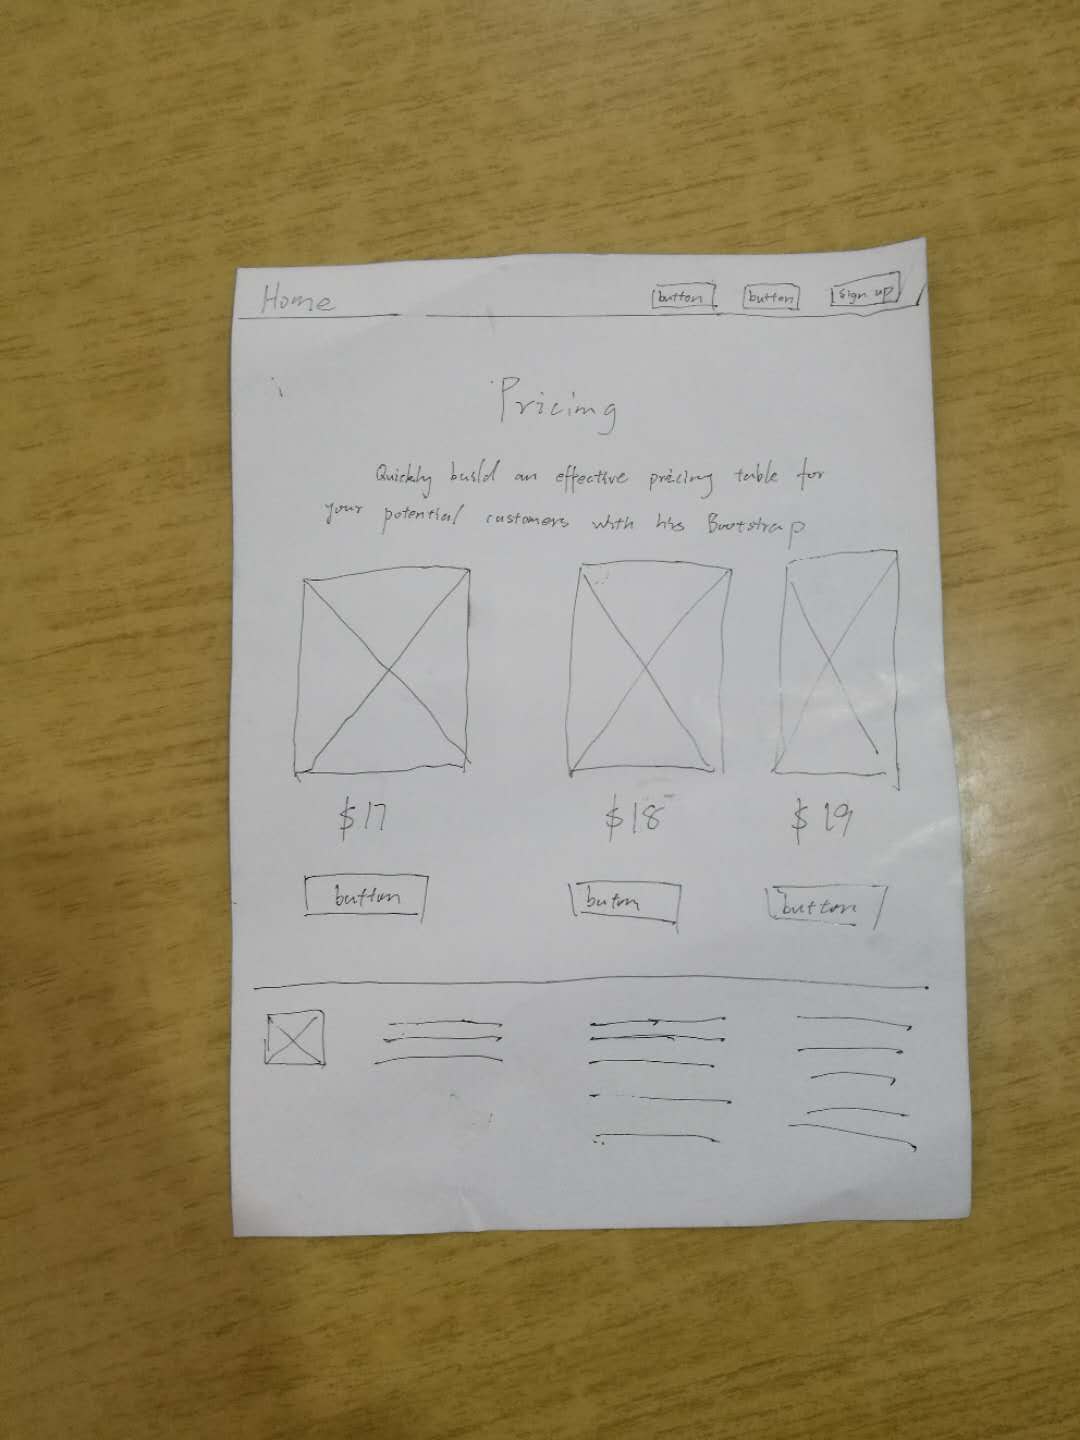 Home
button button Sign up
Pricing
Quickly build an effective pricing table for
your potential customers with his Bootstrap
$17 $18 $19
button buton button